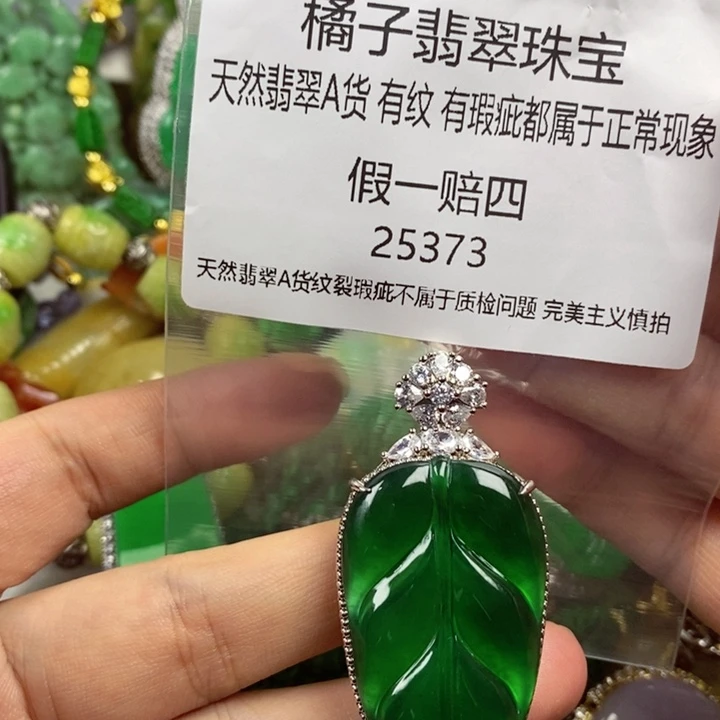 橘子翡翠珠宝
天然翡翠A货 有纹 有瑕疵都属于正常现象
假一赔四
25373
天然翡翠A货纹裂瑕疵不属于质检问题 完美主义慎拍